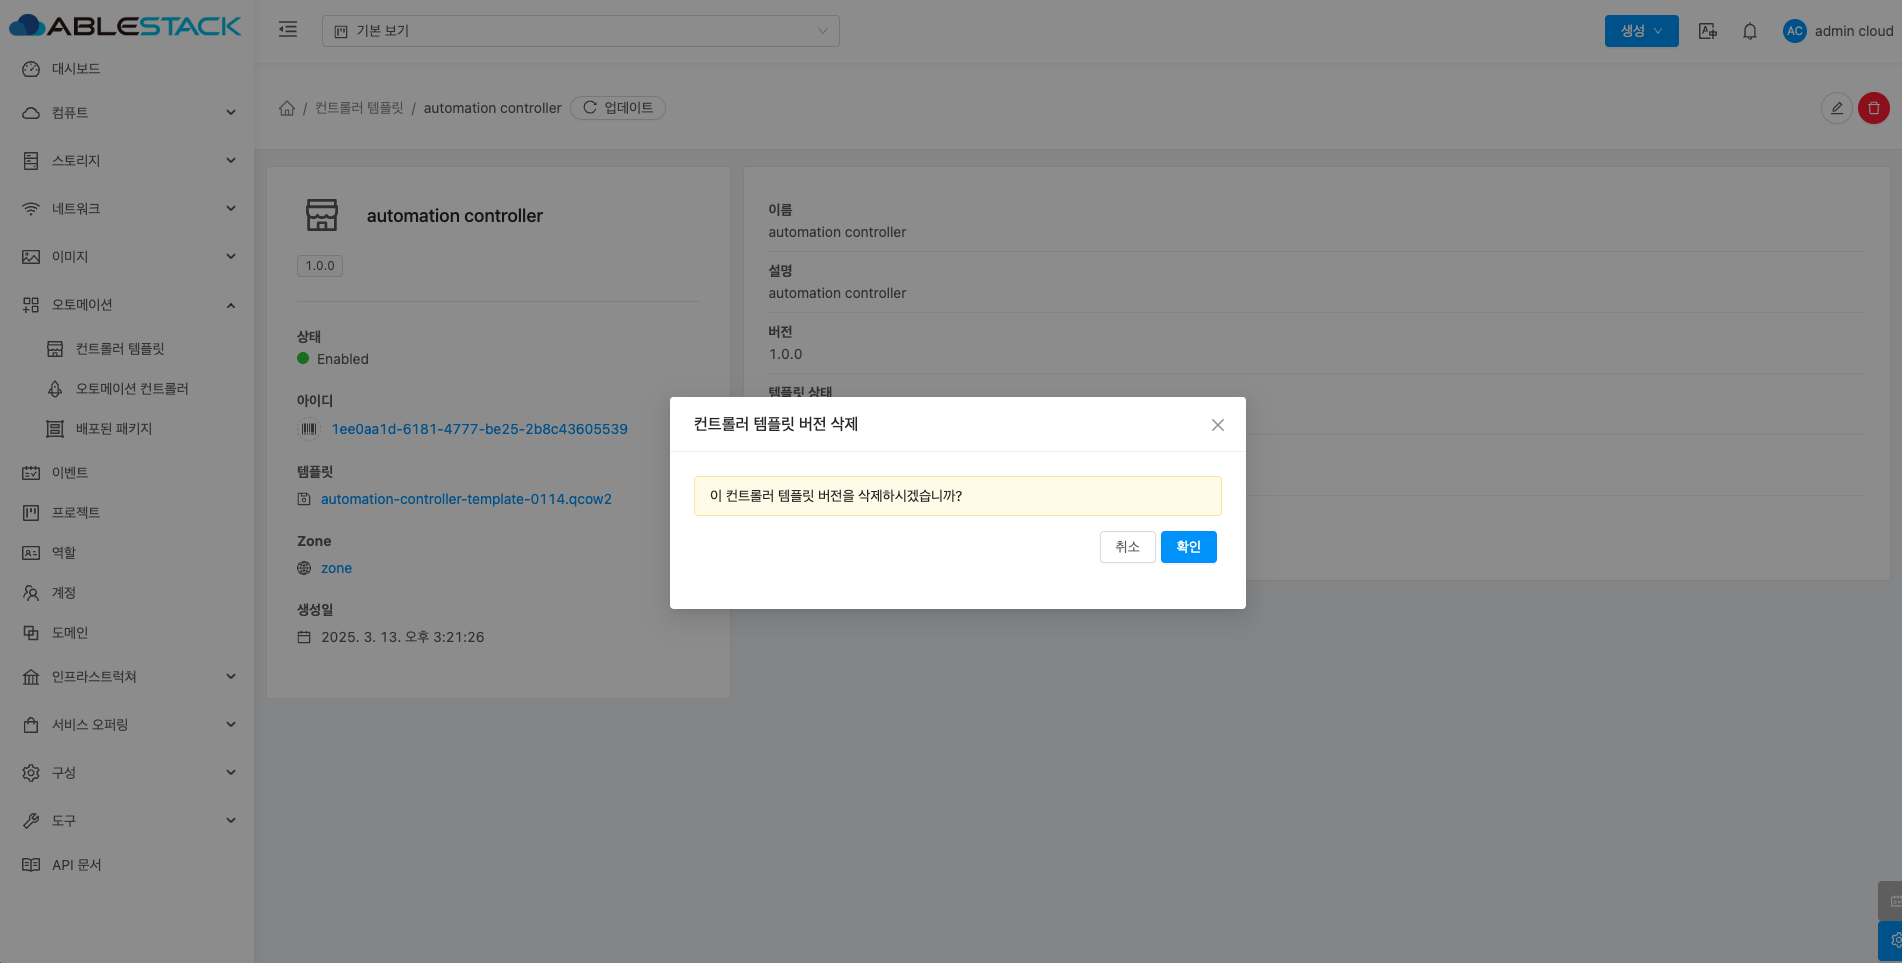 ABLESTACK
기본 보기
생성
AC
admin cloud
대시보드
컴퓨트
스토리지
네트워크
이미지
오토메이션
컨트롤러 템플릿
오토메이션 컨트롤러
배포된 패키지
이벤트
프로젝트
역할
계정
도메인
인프라스트럭쳐
서비스 오퍼링
구성
도구
API 문서
/ 컨트롤러 템플릿 / automation controller
업데이트
automation controller
1.0.0
상태
Enabled
아이디
1ee0aa1d-6181-4777-be25-2b8c43605539
템플릿
automation-controller-template-0114.qcow2
Zone
zone
생성일
2025. 3. 13. 오후 3:21:26
이름
automation controller
설명
automation controller
버전
1.0.0
템플릿 상태
컨트롤러 템플릿 버전 삭제
이 컨트롤러 템플릿 버전을 삭제하시겠습니까?
취소
확인